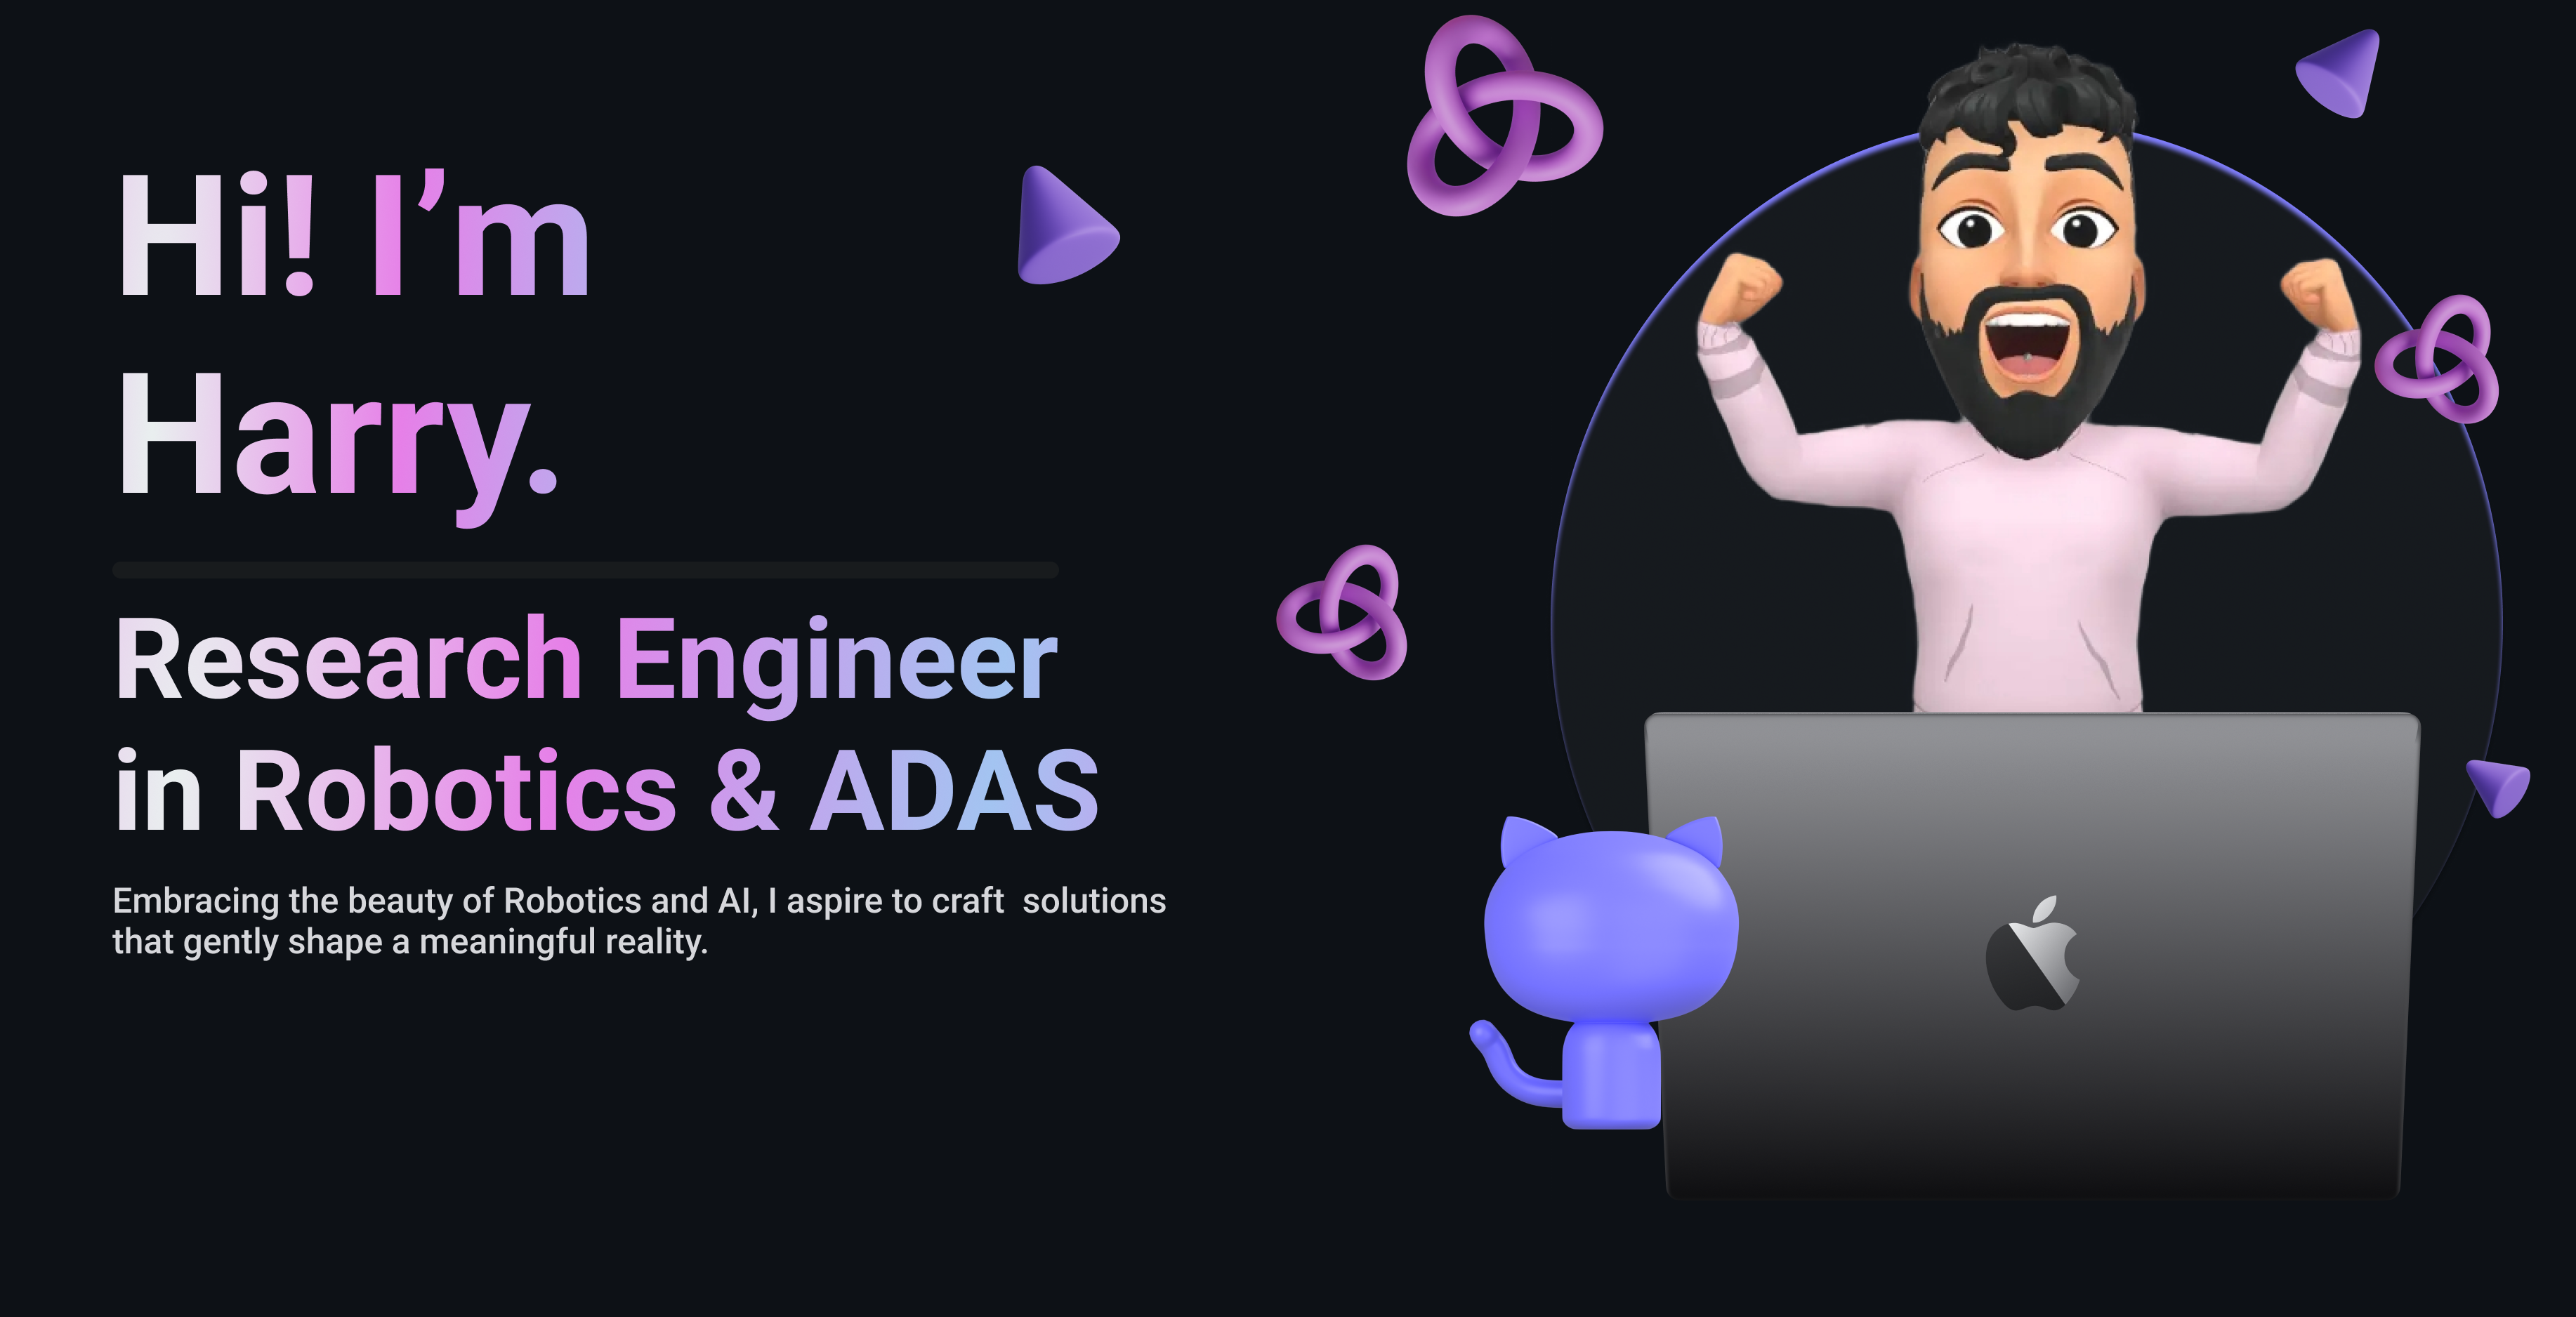 Hi! I’m
Harry.
Research Engineer
in Robotics & ADAS
Embracing the beauty of Robotics and AI, I aspire to craft  solutions
that gently shape a meaningful reality.